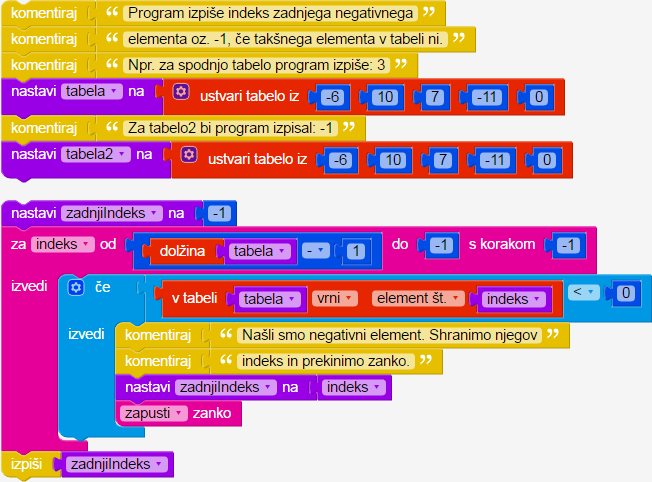 komentiraj “ Program izpiše indeks zadnjega negativnega ”
komentiraj “ elementa oz. -1, če takšnega elementa v tabeli ni. ”
komentiraj “ Npr. za spodnjo tabelo program izpiše: 3 ”
nastavi tabela na ustvari tabelo iz -6 10 7 -11 0
komentiraj “ Za tabelo2 bi program izpisal: -1 ”
nastavi tabela2 na ustvari tabelo iz -6 10 7 -11 0
nastavi zadnjiIndeks na -1
za indeks od dolžina tabela - 1 do -1 s korakom -1
izvedi če v tabeli tabela vrni element št. indeks < 0
izvedi komentiraj “ Našli smo negativni element. Shranimo njegov ”
komentiraj “ indeks in prekinimo zanko. ”
nastavi zadnjiIndeks na indeks
zapusti zanko
izpiši zadnjiIndeks